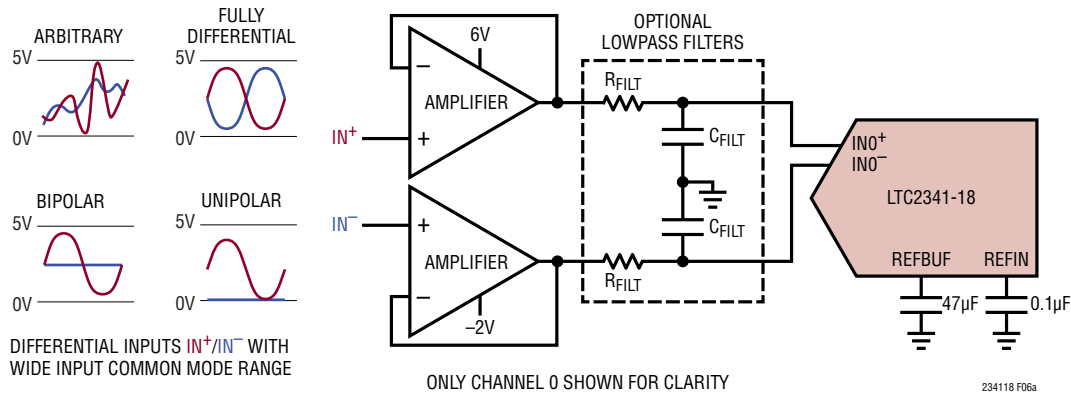 ARBITRARY
5V
0V
FULLY
DIFFERENTIAL
5V
0V
BIPOLAR
5V
0V
UNIPOLAR
5V
0V
DIFFERENTIAL INPUTS IN+/IN– WITH
WIDE INPUT COMMON MODE RANGE
6V
–
AMPLIFIER
IN+
+
IN–
+
AMPLIFIER
–
–2V
OPTIONAL
LOWPASS FILTERS
RFILT
CFILT
CFILT
RFILT
IN0+
IN0–
LTC2341-18
REFBUF REFIN
47µF
0.1µF
ONLY CHANNEL 0 SHOWN FOR CLARITY
234118 F06a